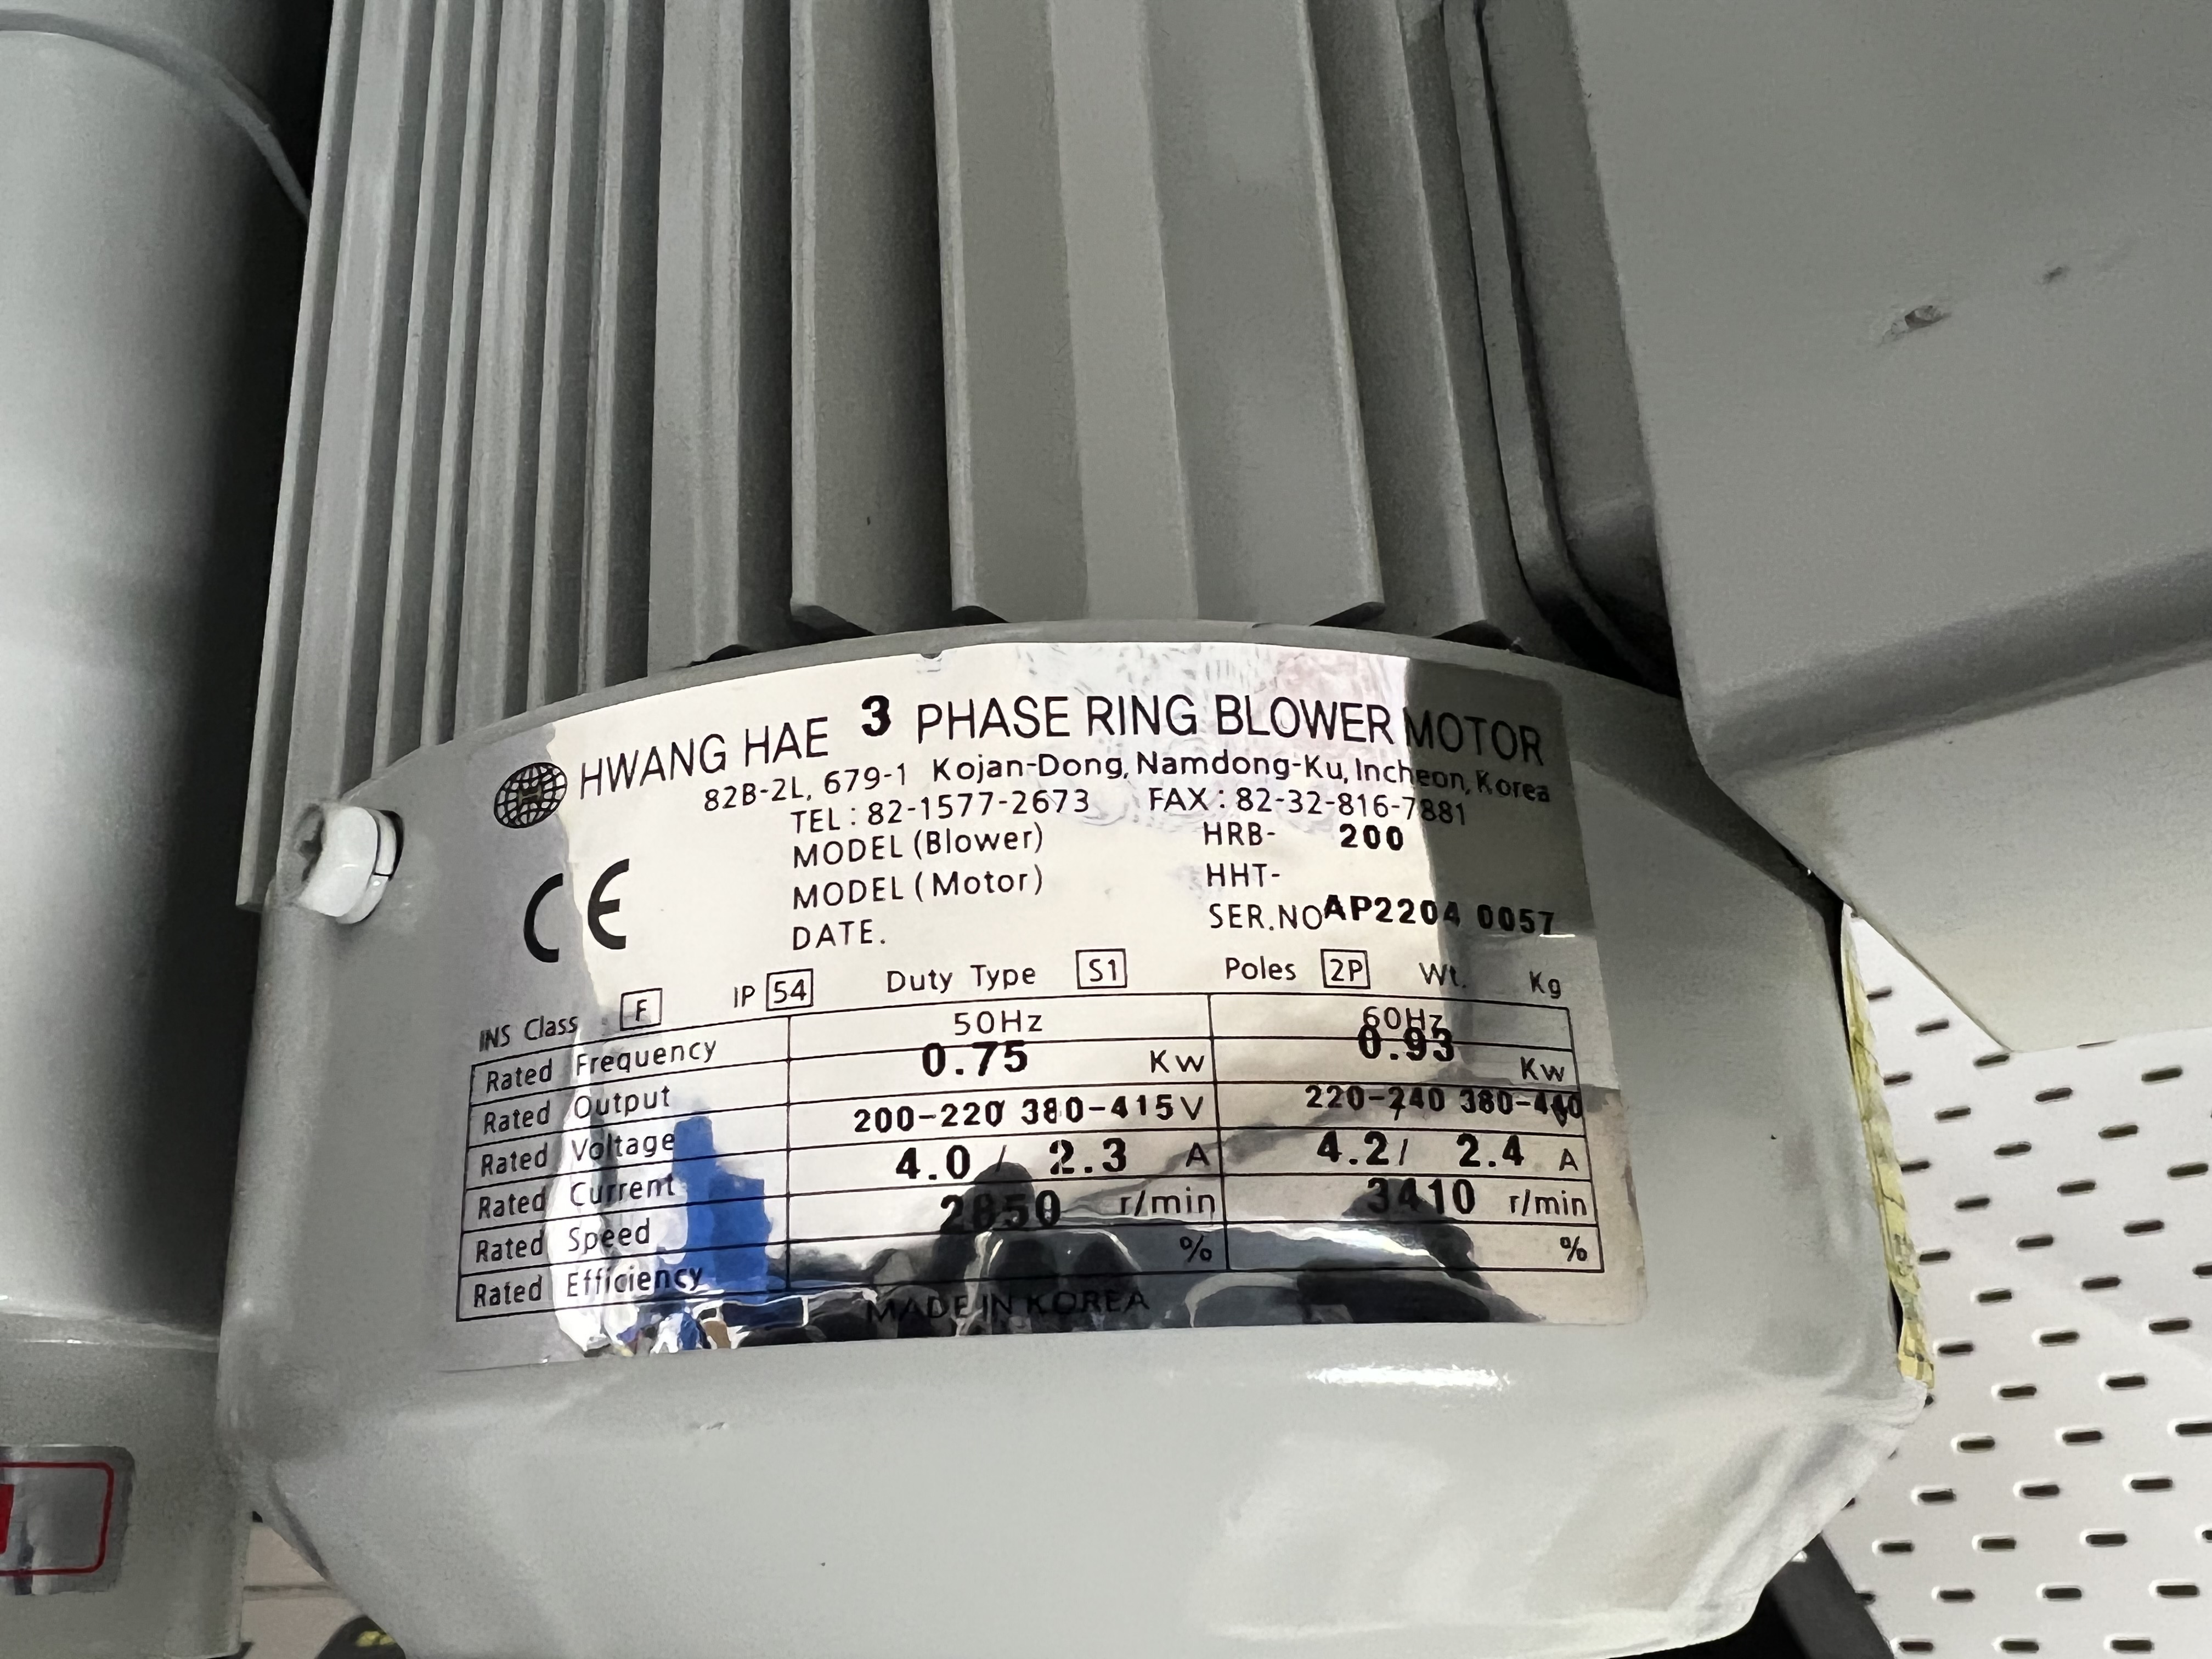 HWANG HAE 3 PHASE RING BLOWER MOTOR
82B-2L, 679-1 Kojan-Dong, Namdong-Ku, Incheon, Korea
TEL : 82-1577-2673 FAX : 82-32-816-7881
MODEL (Blower) HRB- 200
MODEL (Motor) HHT-
DATE. SER.NO AP2204 0057
CE
INS Class F IP 54 Duty Type S1 Poles 2P Wt. Kg
Rated Frequency 50Hz 60Hz
Rated Output 0.75 Kw 0.93 Kw
Rated Voltage 200-220 / 380-415 V 220-240 / 380-440 V
Rated Current 4.0 / 2.3 A 4.2 / 2.4 A
Rated Speed 2850 r/min 3410 r/min
Rated Efficiency % %
MADE IN KOREA